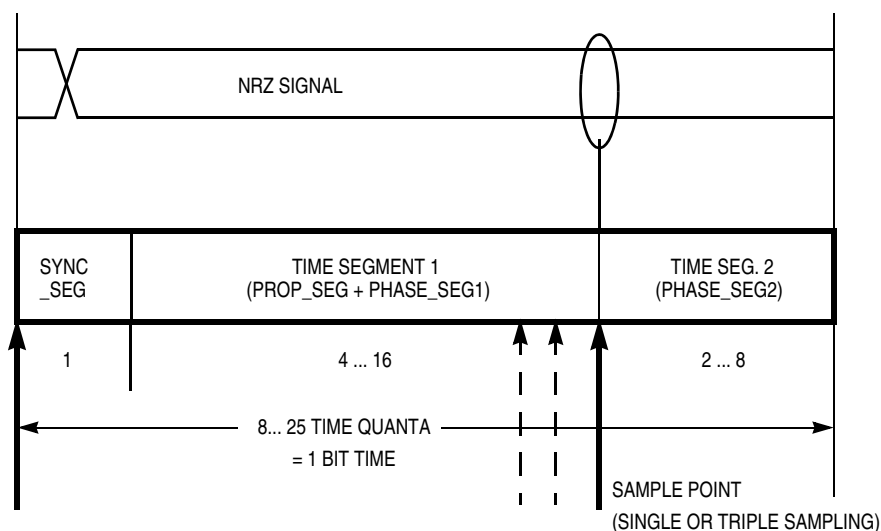 NRZ SIGNAL
SYNC
_SEG
TIME SEGMENT 1
(PROP_SEG + PHASE_SEG1)
TIME SEG. 2
(PHASE_SEG2)
1
4 ... 16
2 ... 8
8... 25 TIME QUANTA
= 1 BIT TIME
SAMPLE POINT
(SINGLE OR TRIPLE SAMPLING)